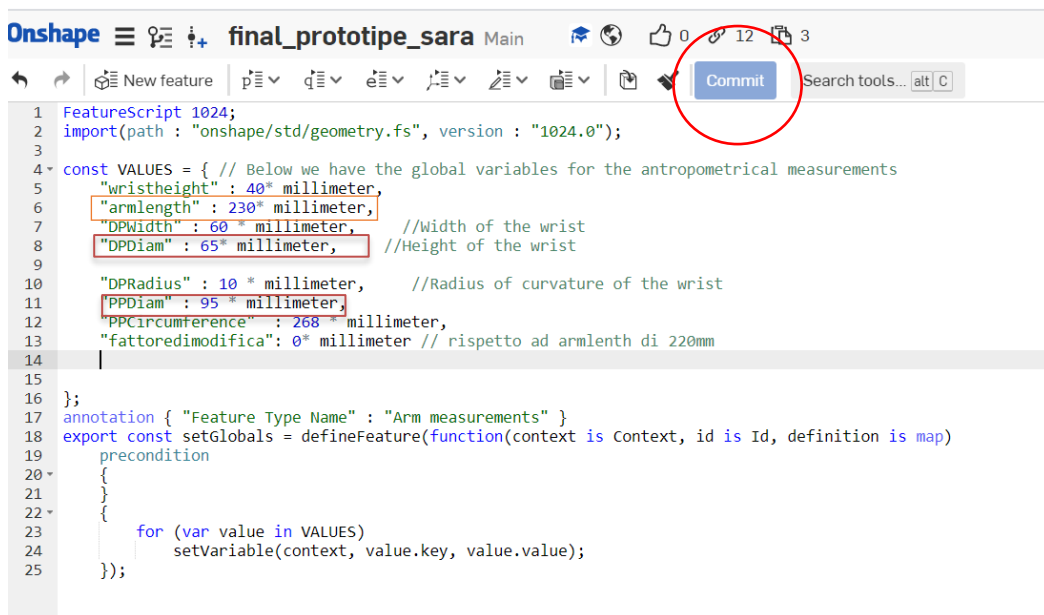 Onshape final_prototipe_sara Main 0 12 3
New feature Commit Search tools... alt C
1 FeatureScript 1024;
2 import(path : "onshape/std/geometry.fs", version : "1024.0");
3
4 const VALUES = { // Below we have the global variables for the antropometrical measurements
5 "wristheight" : 40* millimeter,
6 "armlength" : 230* millimeter,
7 "DPWidth" : 60 * millimeter, //Width of the wrist
8 "DPDiam" : 65* millimeter, //Height of the wrist
9
10 "DPRadius" : 10 * millimeter, //Radius of curvature of the wrist
11 "PPDiam" : 95 * millimeter,
12 "PPCircumference" : 268 * millimeter,
13 "fattoredimodifica": 0* millimeter // rispetto ad armlenth di 220mm
14
15
16 };
17 annotation { "Feature Type Name" : "Arm measurements" }
18 export const setGlobals = defineFeature(function(context is Context, id is Id, definition is map)
19 precondition
20 {
21 }
22 {
23 for (var value in VALUES)
24 setVariable(context, value.key, value.value);
25 });